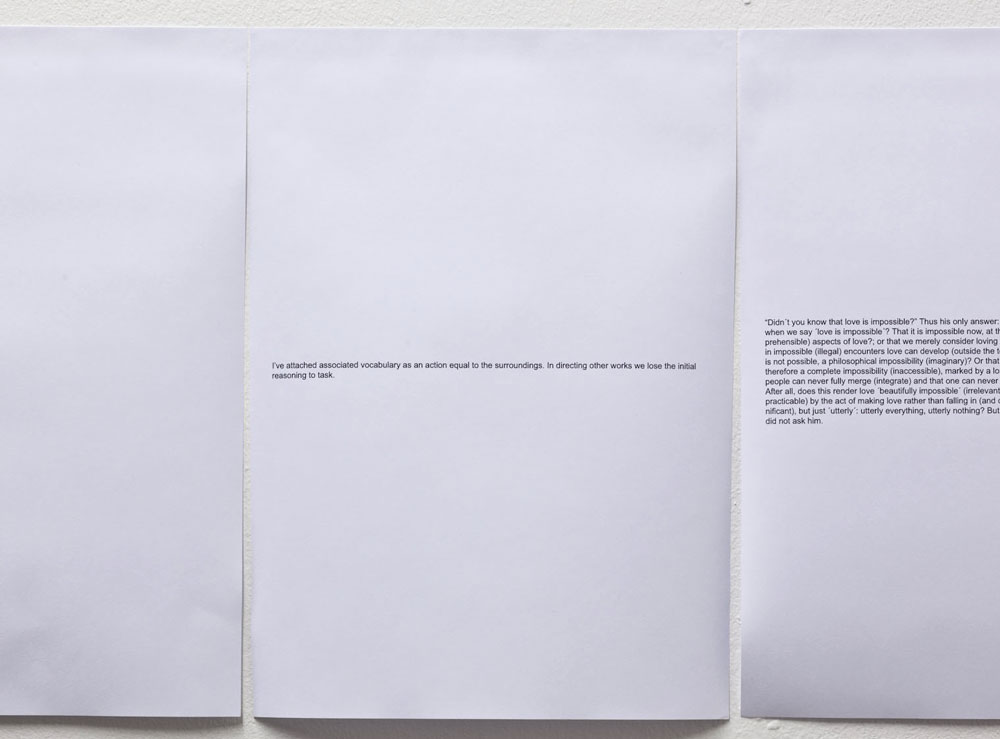 I've attached associated vocabulary as an action equal to the surroundings. In directing other works we lose the initial
reasoning to task.
"Didn´t you know that love is impossible?" Thus his only answer:
when we say ´love is impossible´? That it is impossible now, at
prehensible) aspects of love?; or that we merely consider loving
in impossible (illegal) encounters love can develop (outside the
is not possible, a philosophical impossibility (imaginary)? Or that
therefore a complete impossibility (inaccessible), marked by a
people can never fully merge (integrate) and that one can never
After all, does this render love ´beautifully impossible´ (irrelevant
practicable) by the act of making love rather than falling in (and
nificant), but just ´utterly´: utterly everything, utterly nothing? But
did not ask him.